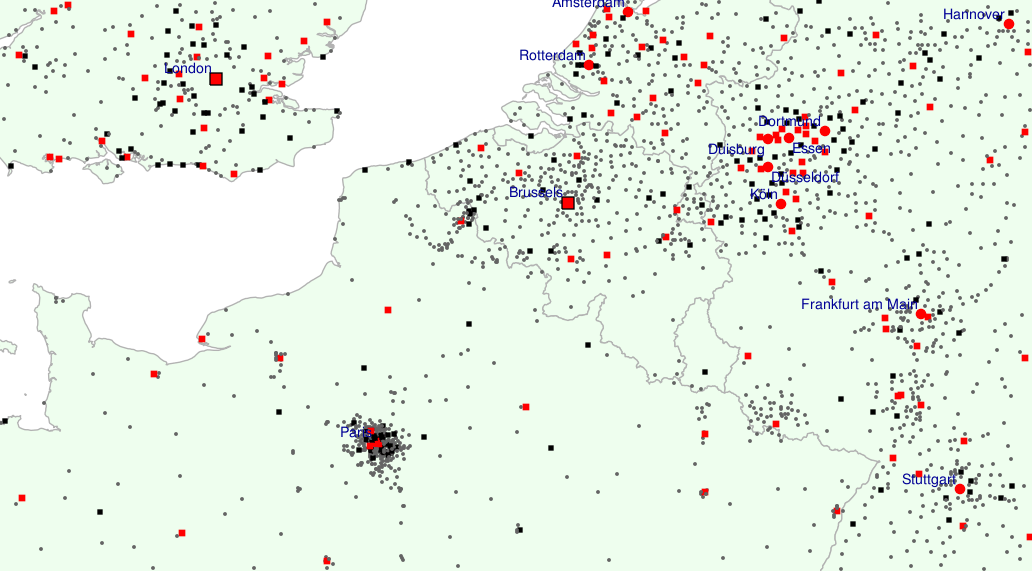 Amsterdam
Hannover
Rotterdam
London
Dortmund
Duisburg
Essen
Düsseldorf
Brussels
Köln
Frankfurt am Main
Paris
Stuttgart